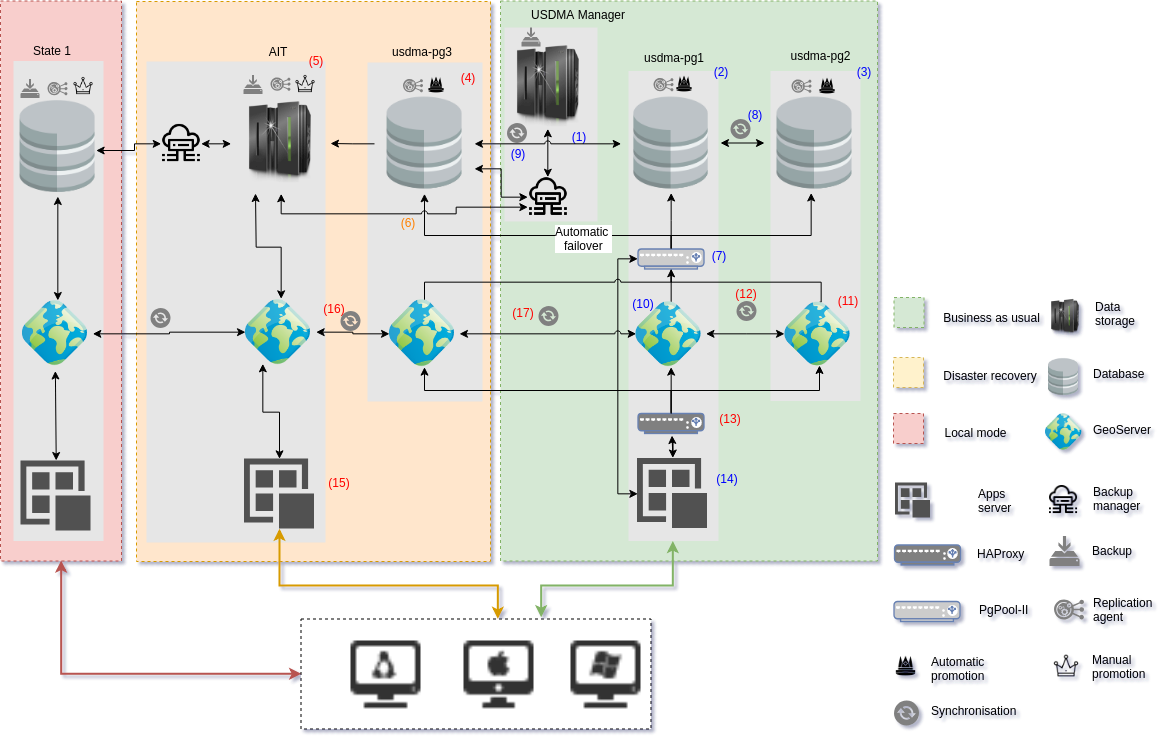 USDMA Manager
State 1
AIT
(5)
usdma-pg3
(4)
usdma-pg1
(2)
usdma-pg2
(3)
(1)
(8)
(9)
(6)
Automatic
failover
(7)
(16)
(17)
(10)
(12)
(11)
(13)
(15)
(14)
Business as usual
Data
storage
Disaster recovery
Database
Local mode
GeoServer
Apps
server
Backup
manager
HAProxy
Backup
PgPool-II
Replication
agent
Automatic
promotion
Manual
promotion
Synchronisation